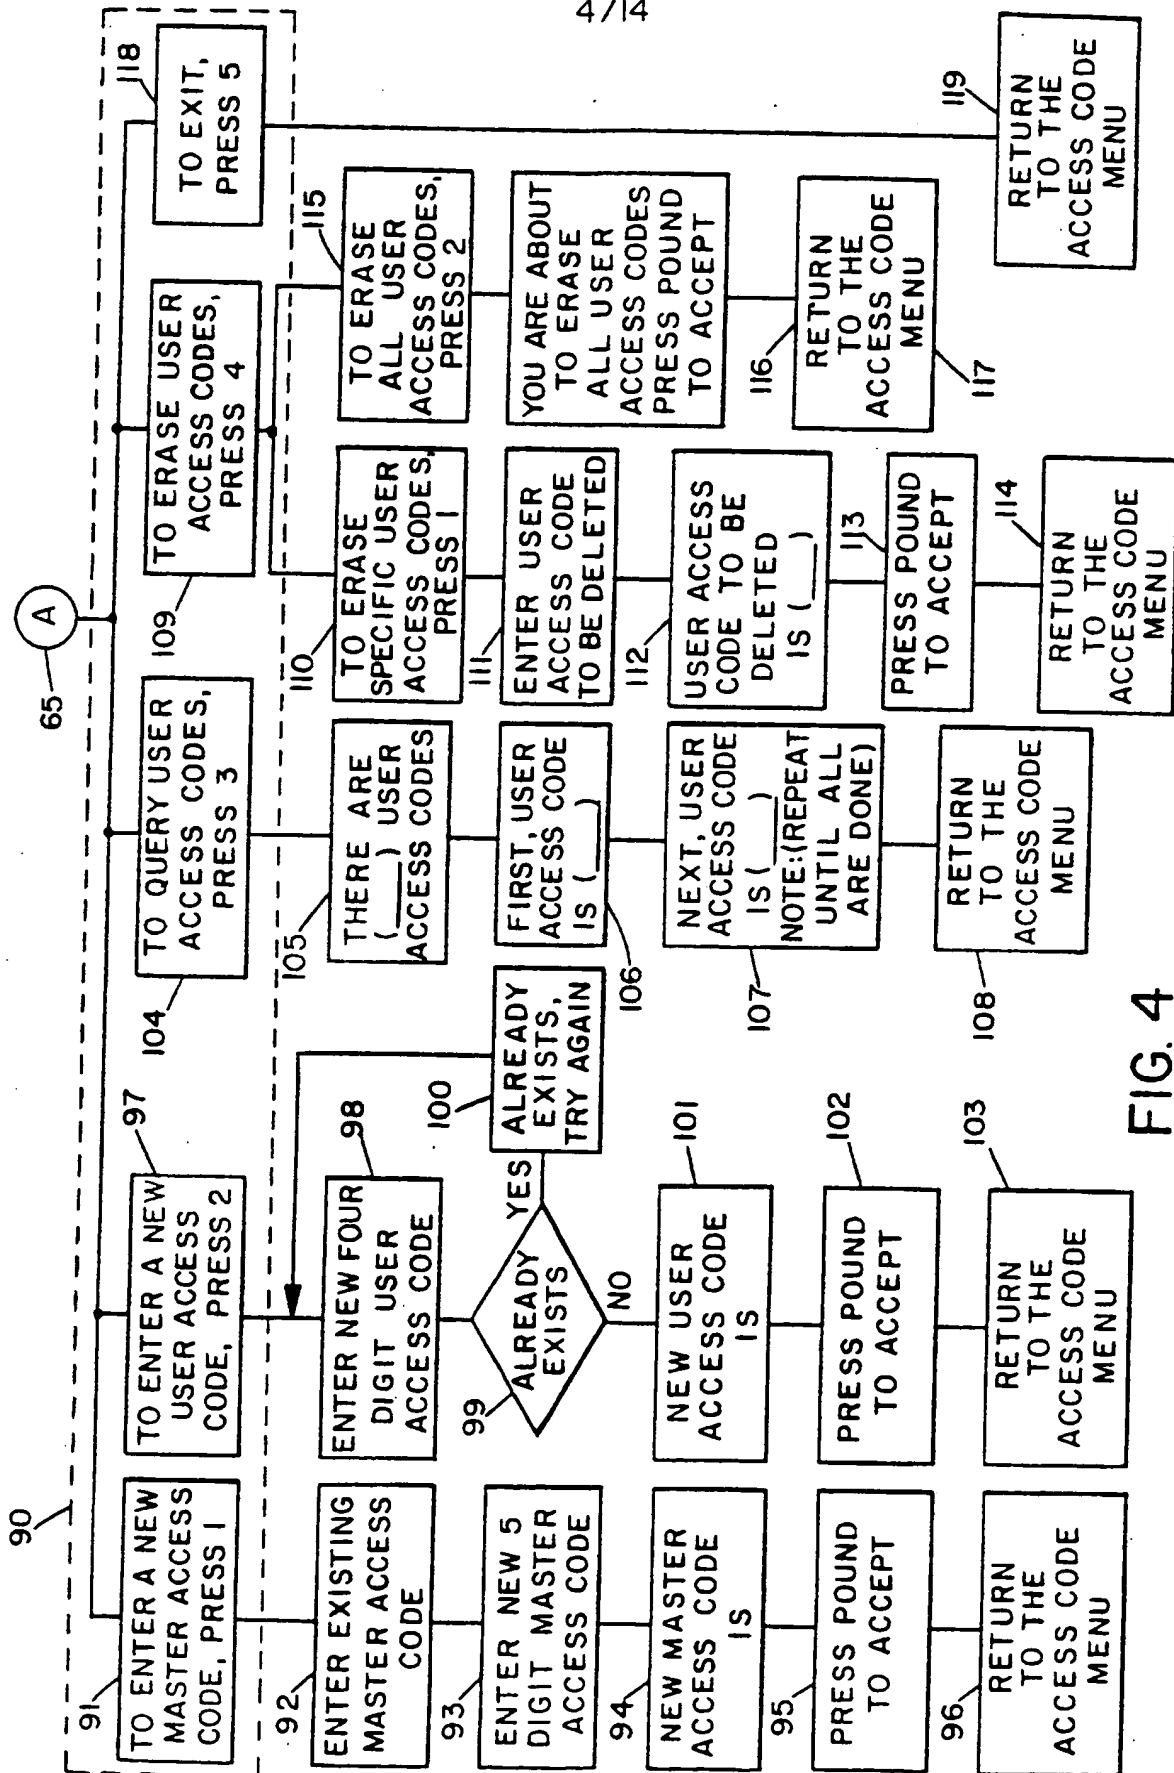 4/14
A
65
90
91
TO ENTER A NEW
MASTER ACCESS
CODE, PRESS 1
92
ENTER EXISTING
MASTER ACCESS
CODE
93
ENTER NEW 5
DIGIT MASTER
ACCESS CODE
94
NEW MASTER
ACCESS CODE
IS
95
PRESS POUND
TO ACCEPT
96
RETURN
TO THE
ACCESS CODE
MENU
97
TO ENTER A NEW
USER ACCESS
CODE, PRESS 2
98
ENTER NEW FOUR
DIGIT USER
ACCESS CODE
99
ALREADY
EXISTS
YES
NO
100
ALREADY
EXISTS,
TRY AGAIN
101
NEW USER
ACCESS CODE
IS
102
PRESS POUND
TO ACCEPT
103
RETURN
TO THE
ACCESS CODE
MENU
104
TO QUERY USER
ACCESS CODES,
PRESS 3
105
THERE ARE
(___) USER
ACCESS CODES
106
FIRST, USER
ACCESS CODE
IS (___)
107
NEXT, USER
ACCESS CODE
IS (___)
NOTE:(REPEAT
UNTIL ALL
ARE DONE)
108
RETURN
TO THE
ACCESS CODE
MENU
109
TO ERASE USER
ACCESS CODES,
PRESS 4
110
TO ERASE
SPECIFIC USER
ACCESS CODES,
PRESS 1
111
ENTER USER
ACCESS CODE
TO BE DELETED
112
USER ACCESS
CODE TO BE
DELETED
IS (___)
113
PRESS POUND
TO ACCEPT
114
RETURN
TO THE
ACCESS CODE
MENU
115
TO ERASE
ALL USER
ACCESS CODES,
PRESS 2
YOU ARE ABOUT
TO ERASE
ALL USER
ACCESS CODES
PRESS POUND
TO ACCEPT
116
RETURN
TO THE
ACCESS CODE
MENU
117
118
TO EXIT,
PRESS 5
119
RETURN
TO THE
ACCESS CODE
MENU
FIG. 4